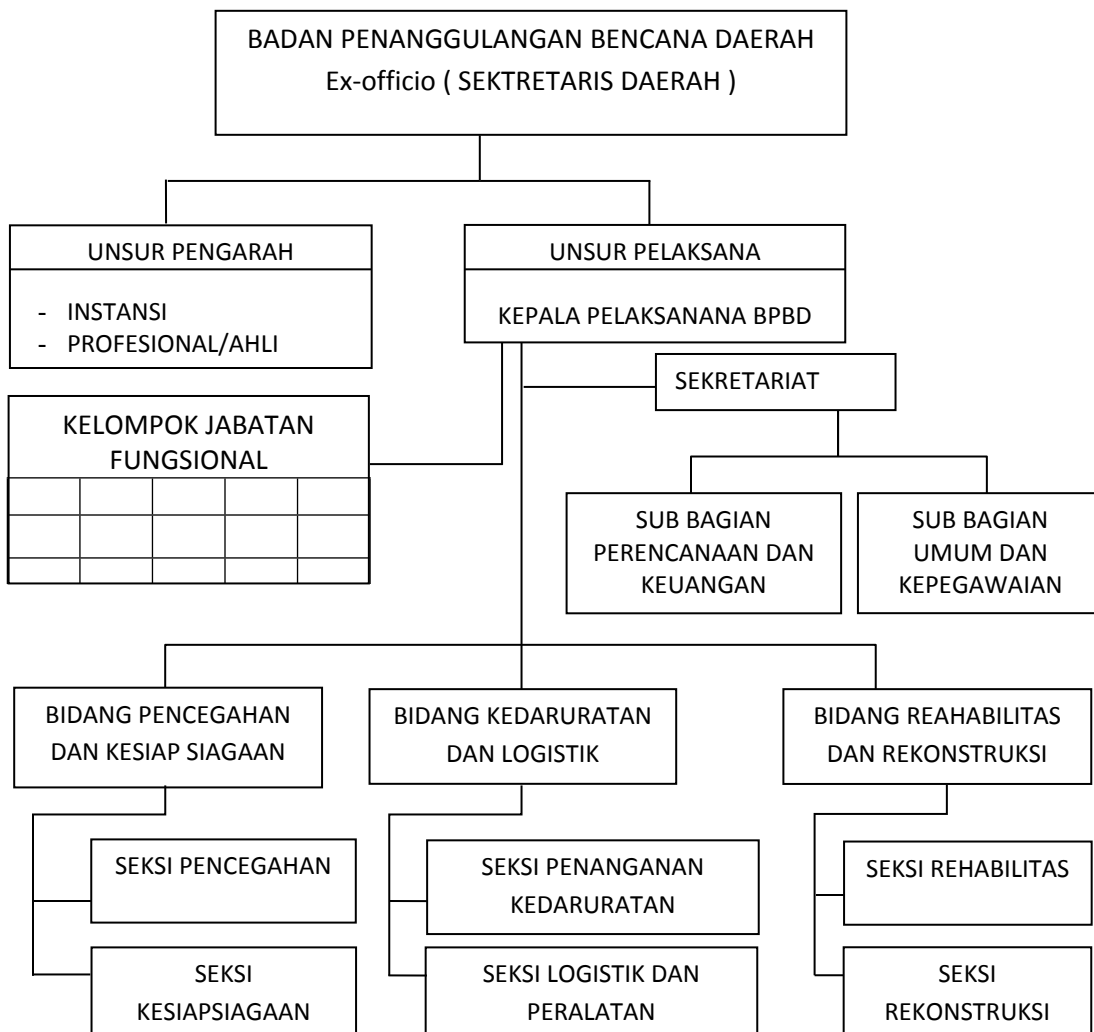 BADAN PENANGGULANGAN BENCANA DAERAH
Ex-officio ( SEKTRETARIS DAERAH )
UNSUR PENGARAH
- INSTANSI
- PROFESIONAL/AHLI
UNSUR PELAKSANA
KEPALA PELAKSANANA BPBD
SEKRETARIAT
KELOMPOK JABATAN
FUNGSIONAL
SUB BAGIAN
PERENCANAAN DAN
KEUANGAN
SUB BAGIAN
UMUM DAN
KEPEGAWAIAN
BIDANG PENCEGAHAN
DAN KESIAP SIAGAAN
BIDANG KEDARURATAN
DAN LOGISTIK
BIDANG REAHABILITAS
DAN REKONSTRUKSI
SEKSI PENCEGAHAN
SEKSI
KESIAPSIAGAAN
SEKSI PENANGANAN
KEDARURATAN
SEKSI LOGISTIK DAN
PERALATAN
SEKSI REHABILITAS
SEKSI
REKONSTRUKSI